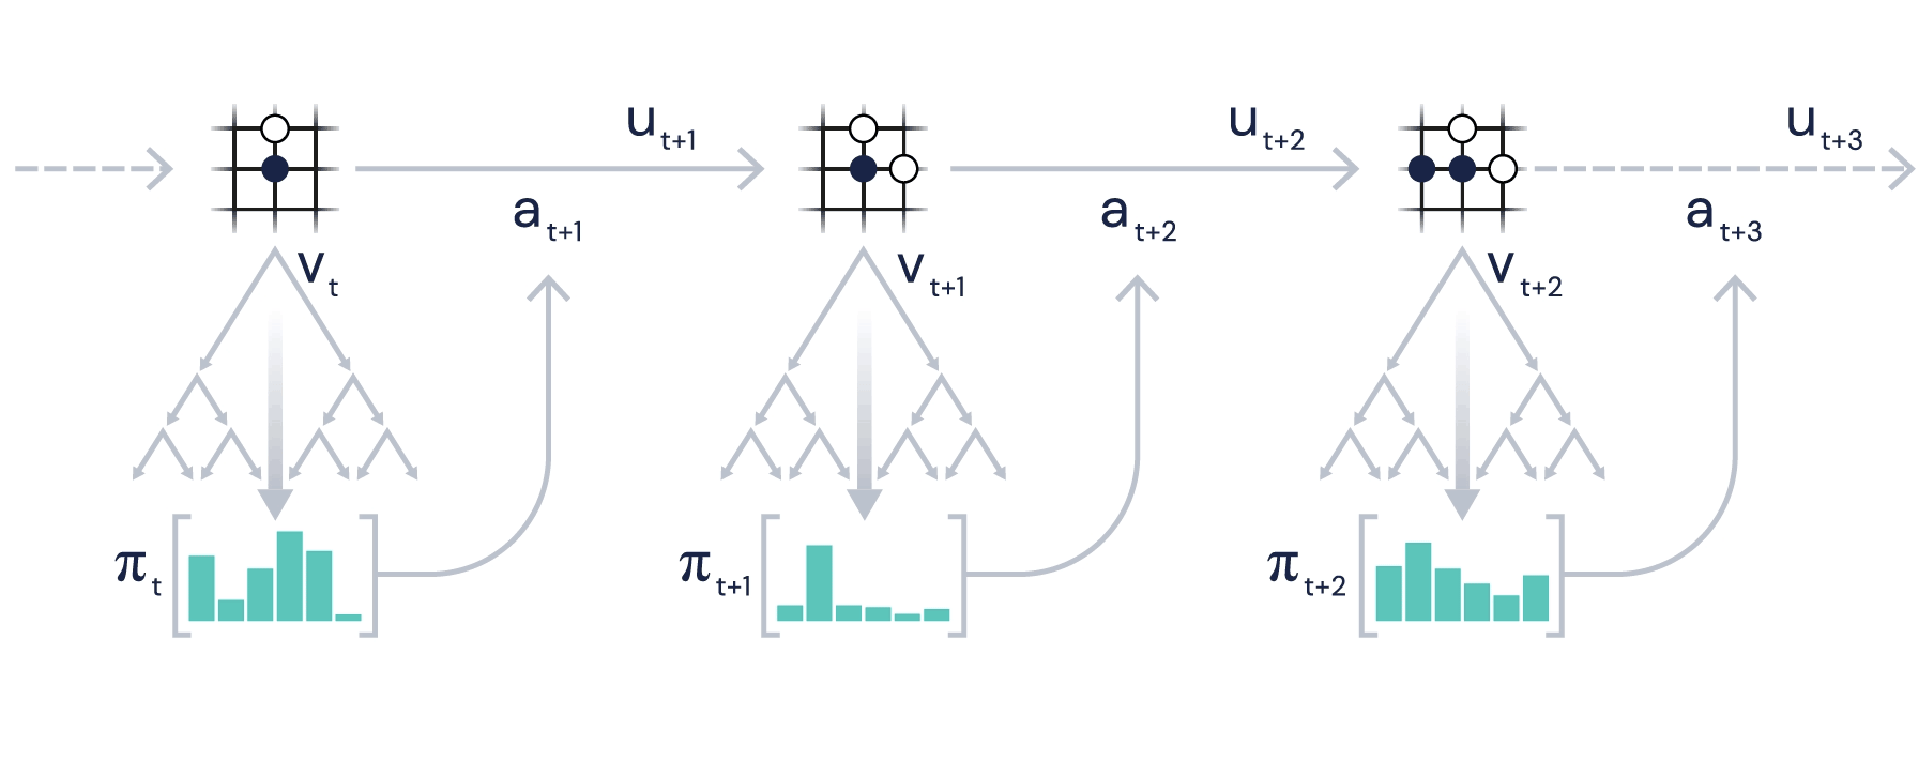 u t+1
u t+2
u t+3
a t+1
a t+2
a t+3
v t
v t+1
v t+2
π t
π t+1
π t+2